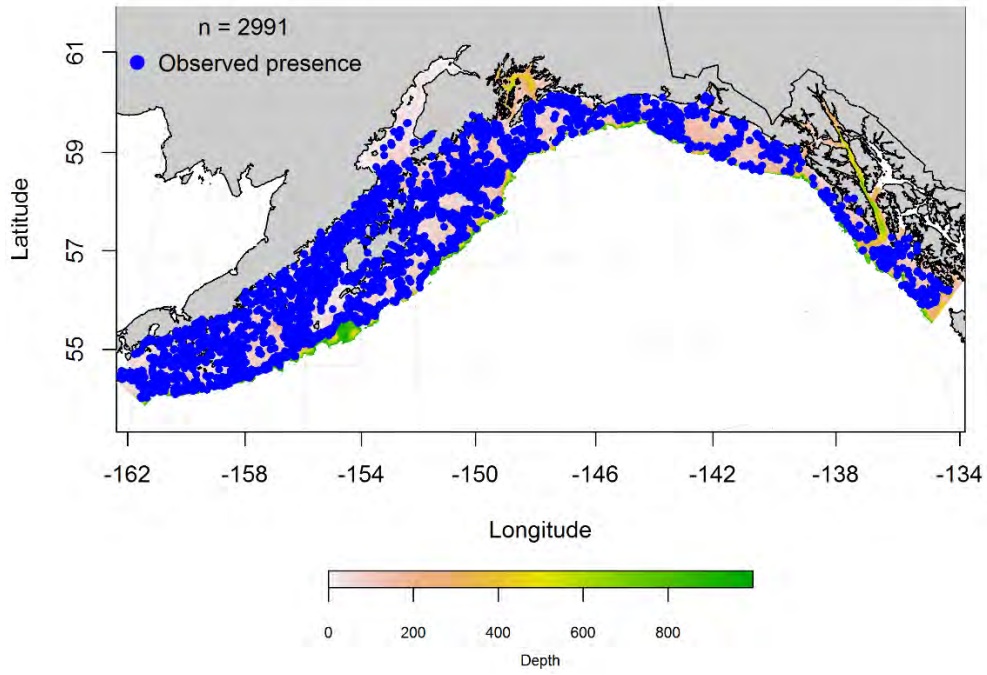 n = 2991
Observed presence
61
59
57
55
Latitude
-162 -158 -154 -150 -146 -142 -138 -134
Longitude
0 200 400 600 800
Depth